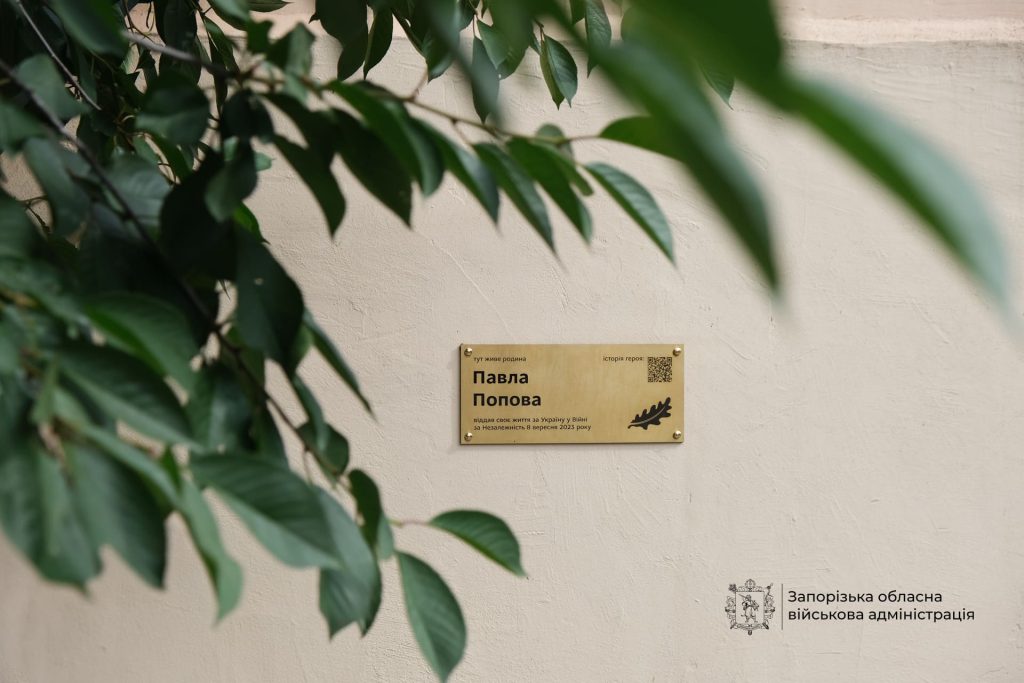 тут живе родина
історія героя:
Павла
Попова
віддав своє життя за Україну у Війні
за Незалежність 8 вересня 2023 року
Запорізька обласна
військова адміністрація